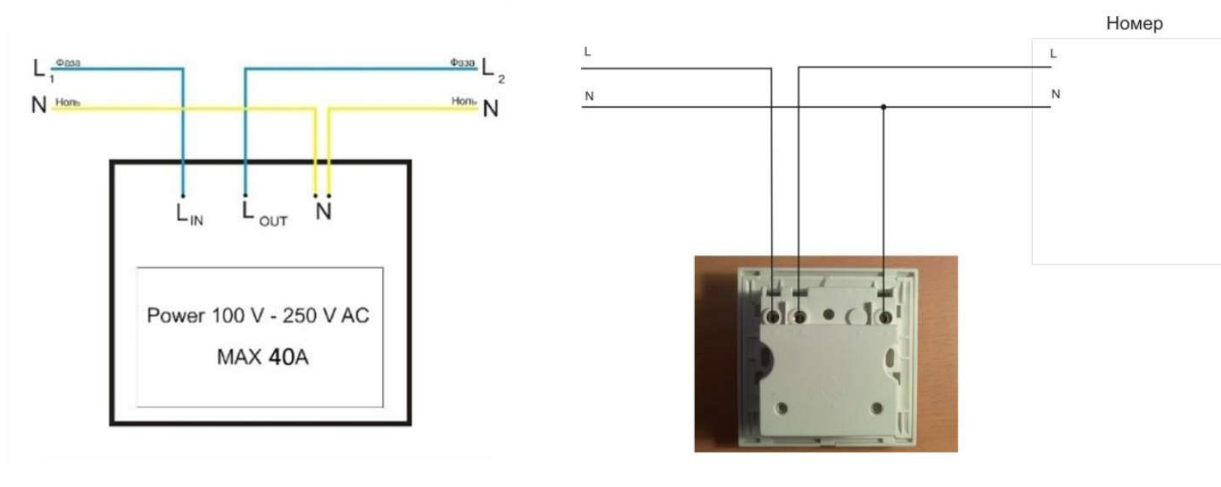 L1 Фаза
Фаза L2
N Ноль
Ноль N
LIN LOUT N
Power 100 V - 250 V AC
MAX 40A
Номер
L
L
N
N